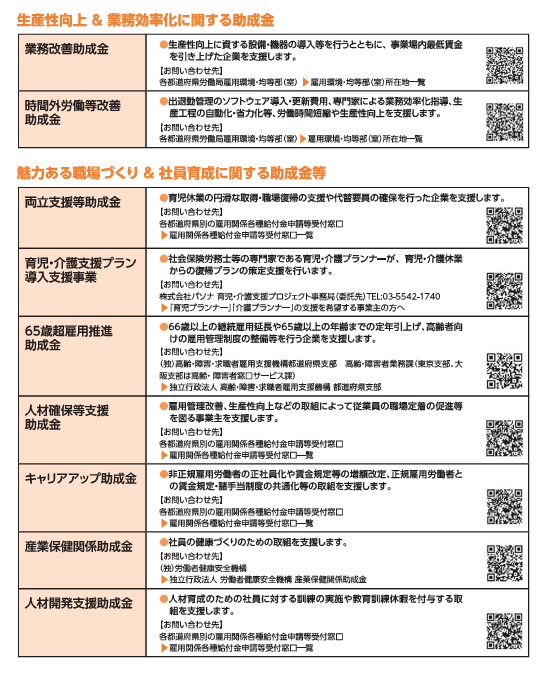 生産性向上 & 業務効率化に関する助成金
業務改善助成金
●生産性向上に資する設備・機器の導入等を行うとともに、事業場内最低賃金
を引き上げた企業を支援します。
【お問い合わせ先】
各都道府県労働局雇用環境・均等部(室) ▶雇用環境・均等部(室)所在地一覧
時間外労働等改善
助成金
●出退勤管理のソフトウェア導入・更新費用、専門家による業務効率化指導、生
産工程の自動化・省力化等、労働時間短縮や生産性向上を支援します。
【お問い合わせ先】
各都道府県労働局雇用環境・均等部(室) ▶雇用環境・均等部(室)所在地一覧
魅力ある職場づくり & 社員育成に関する助成金等
両立支援等助成金
●育児休業の円滑な取得・職場復帰の支援や代替要員の確保を行った企業を支援します。
【お問い合わせ先】
各都道府県別の雇用関係各種給付金申請等受付窓口
▶雇用関係各種給付金申請等受付窓口一覧
育児・介護支援プラン
導入支援事業
●社会保険労務士等の専門家である育児・介護プランナーが、育児・介護休業
からの復帰プランの策定支援を行います。
【お問い合わせ先】
株式会社パソナ 育児・介護支援プロジェクト事務局(委託先)TEL:03-5542-1740
▶「育児プランナー」「介護プランナー」の支援を希望する事業主の方へ
65歳超雇用推進
助成金
●66歳以上の継続雇用延長や65歳以上の年齢までの定年引上げ、高齢者向
けの雇用管理制度の整備等を行う企業を支援します。
【お問い合わせ先】
(独)高齢・障害・求職者雇用支援機構都道府県支部 高齢・障害者業務課(東京支部、大
阪支部は高齢・障害者窓口サービス課)
▶独立行政法人 高齢・障害・求職者雇用支援機構 都道府県支部
人材確保等支援
助成金
●雇用管理改善、生産性向上などの取組によって従業員の職場定着の促進等
を図る事業主を支援します。
【お問い合わせ先】
各都道府県別の雇用関係各種給付金申請等受付窓口
▶雇用関係各種給付金申請等受付窓口一覧
キャリアアップ助成金
●非正規雇用労働者の正社員化や賃金規定等の増額改定、正規雇用労働者と
の賃金規定・諸手当制度の共通化等の取組を支援します。
【お問い合わせ先】
各都道府県別の雇用関係各種給付金申請等受付窓口
▶雇用関係各種給付金申請等受付窓口一覧
産業保健関係助成金
●社員の健康づくりのための取組を支援します。
【お問い合わせ先】
(独)労働者健康安全機構
▶独立行政法人 労働者健康安全機構 産業保健関係助成金
人材開発支援助成金
●人材育成のための社員に対する訓練の実施や教育訓練休暇を付与する取
組を支援します。
【お問い合わせ先】
各都道府県別の雇用関係各種給付金申請等受付窓口
▶雇用関係各種給付金申請等受付窓口一覧